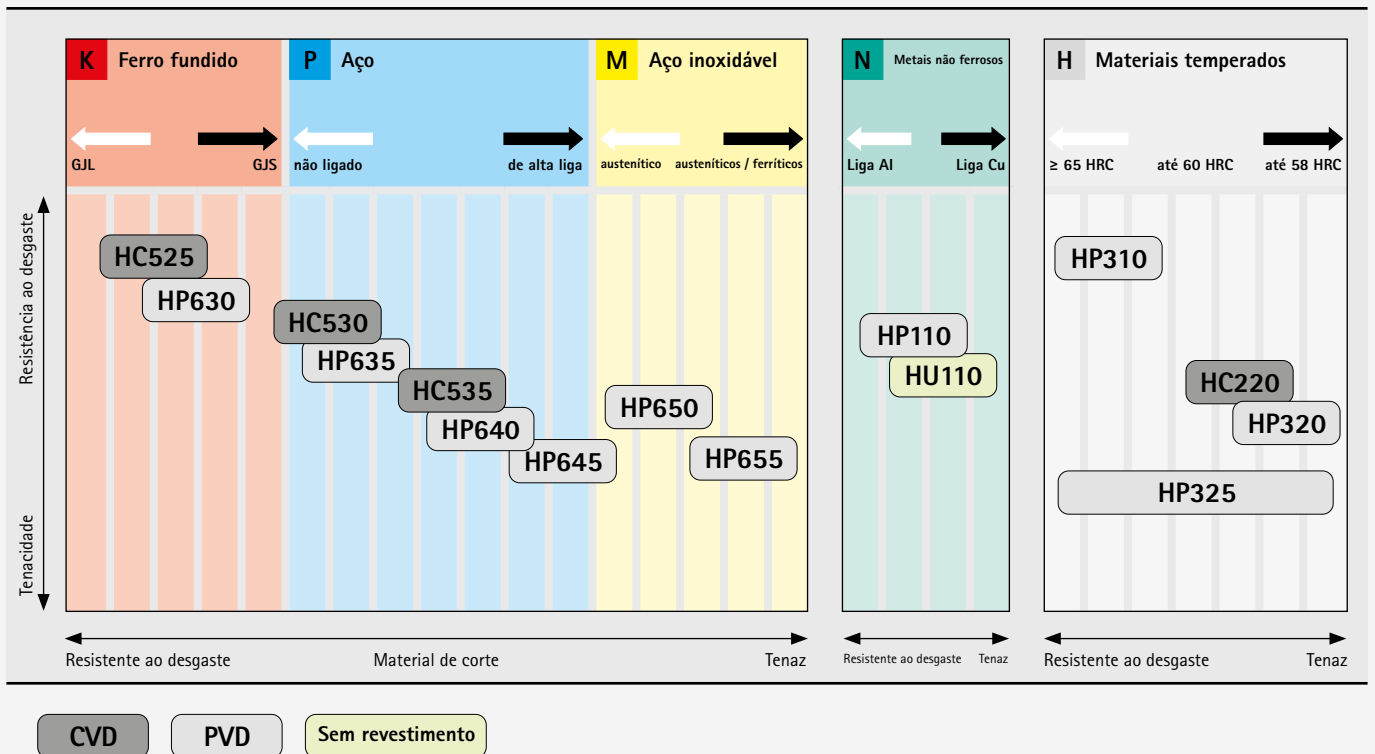 K Ferro fundido
GJL GJS
P Aço
não ligado de alta liga
M Aço inoxidável
austenítico austeníticos / ferríticos
N Metais não ferrosos
Liga Al Liga Cu
H Materiais temperados
≥ 65 HRC até 60 HRC até 58 HRC
Resistência ao desgaste
Tenacidade
HC525
HP630
HC530
HP635
HC535
HP640
HP645
HP650
HP655
HP110
HU110
HP310
HC220
HP320
HP325
Resistente ao desgaste Material de corte Tenaz
Resistente ao desgaste Tenaz
Resistente ao desgaste Tenaz
CVD
PVD
Sem revestimento